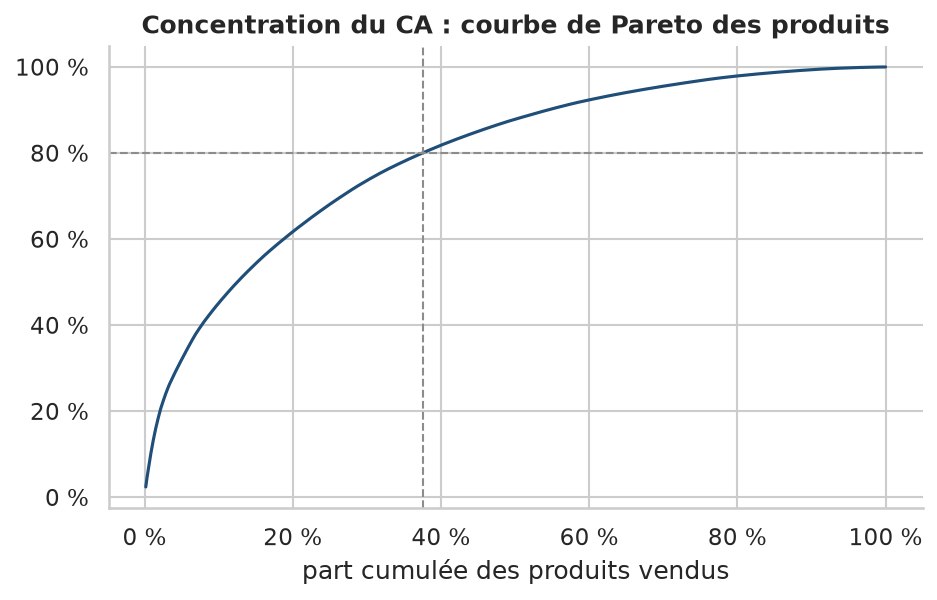 Concentration du CA : courbe de Pareto des produits
100 %
80 %
60 %
40 %
20 %
0 %
0 % 20 % 40 % 60 % 80 % 100 %
part cumulée des produits vendus